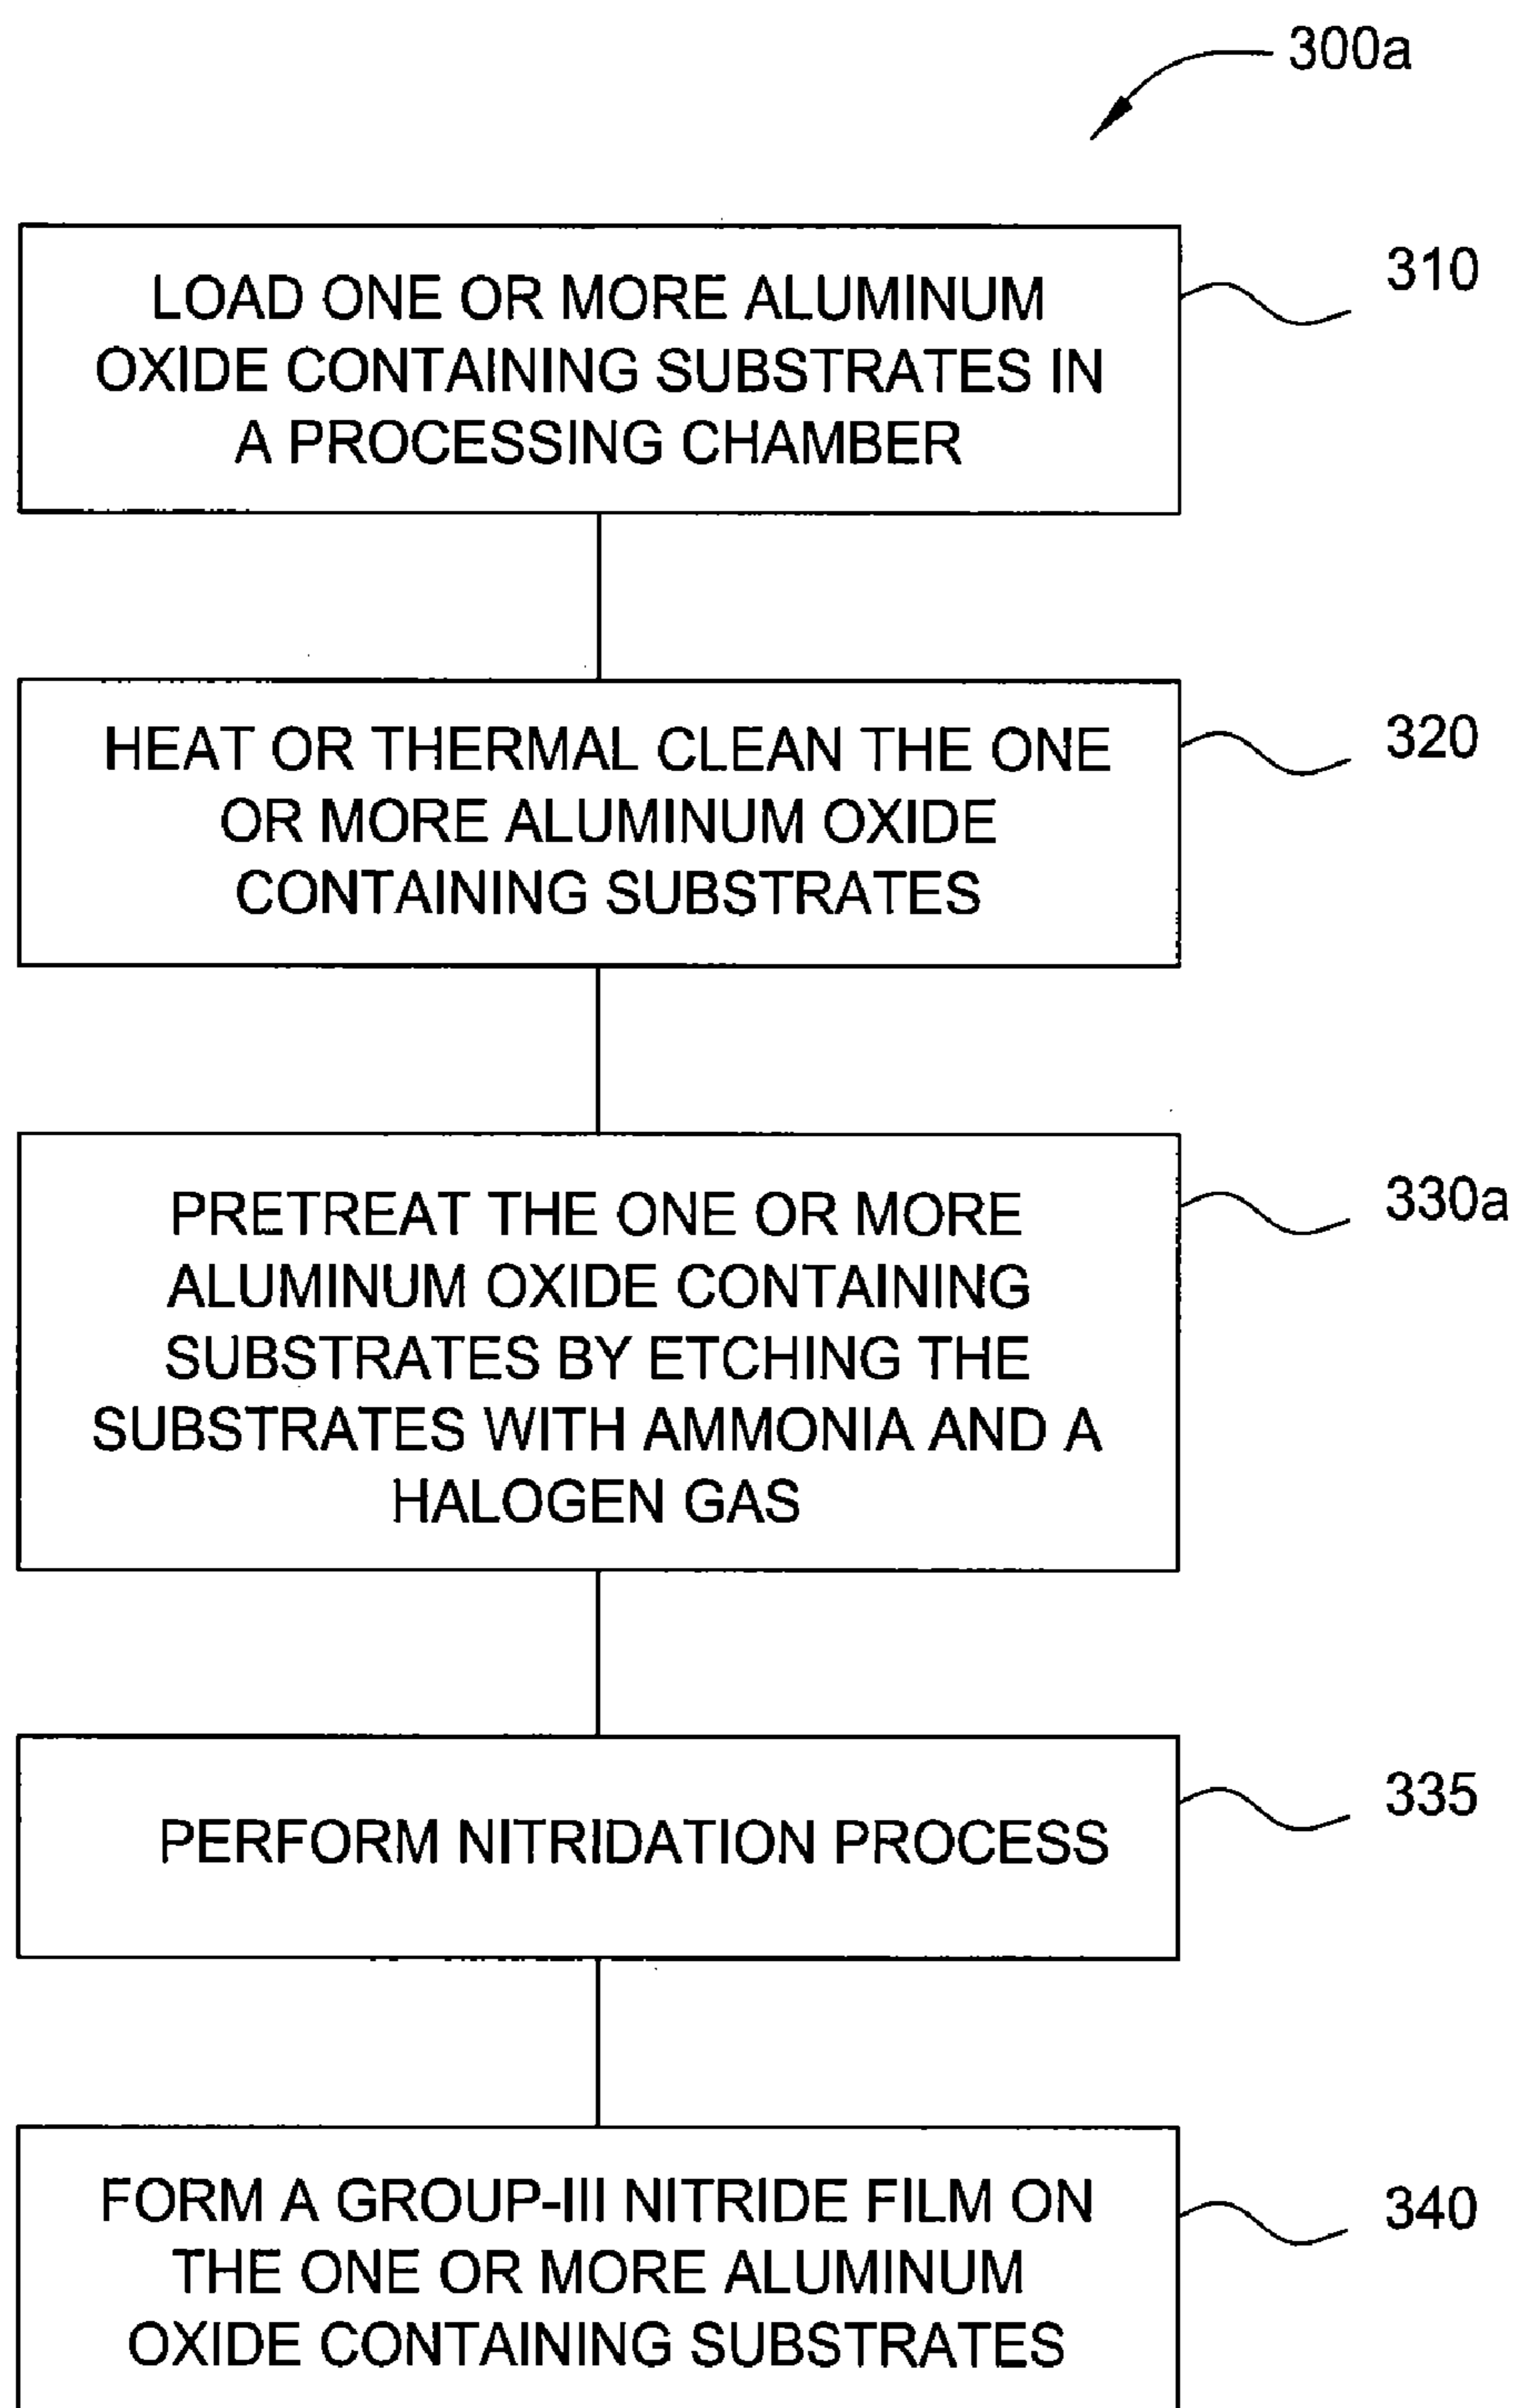 300a
LOAD ONE OR MORE ALUMINUM
OXIDE CONTAINING SUBSTRATES IN
A PROCESSING CHAMBER
310
HEAT OR THERMAL CLEAN THE ONE
OR MORE ALUMINUM OXIDE
CONTAINING SUBSTRATES
320
PRETREAT THE ONE OR MORE
ALUMINUM OXIDE CONTAINING
SUBSTRATES BY ETCHING THE
SUBSTRATES WITH AMMONIA AND A
HALOGEN GAS
330a
PERFORM NITRIDATION PROCESS
335
FORM A GROUP-III NITRIDE FILM ON
THE ONE OR MORE ALUMINUM
OXIDE CONTAINING SUBSTRATES
340